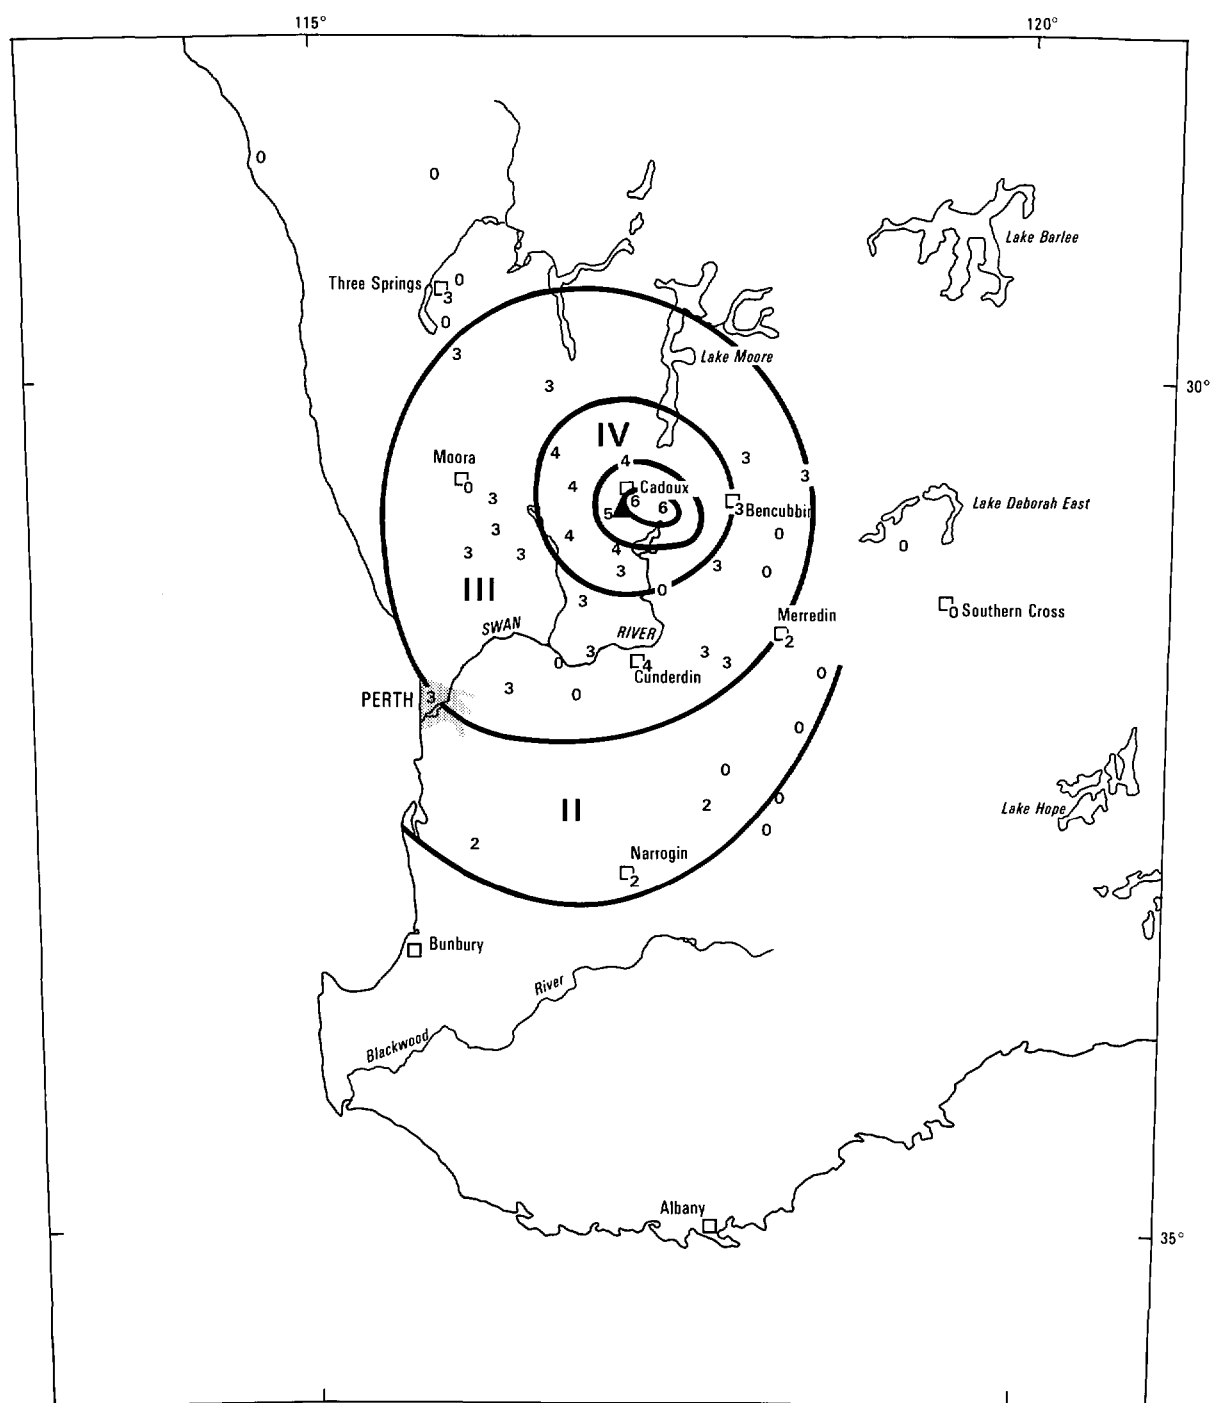 115° 120°
0
0
Lake Barlee
Three Springs 0
3
0
3
Lake Moore
3
30°
IV
4
Moora
4
3
3
0
4
Cadoux
3
6
6
5
3 Bencubbin
Lake Deborah East
3
4
4
0
0
3
3
3
3
0
III
0
0 Southern Cross
3
Merredin
SWAN
RIVER
2
3
3
0
4
3
Cunderdin
0
3
0
PERTH
3
0
0
2
0
Lake Hope
II
0
2
Narrogin
2
Bunbury
River
Blackwood
Albany
35°